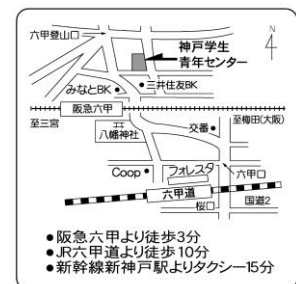 六甲登山口
神戸学生
青年センター
N
みなとBK
三井住友BK
阪急六甲
至三宮
至梅田(大阪)
八幡神社
交番
Coop
フォレスタ
六甲口
六甲道
桜口
国道2
●阪急六甲より徒歩3分
●JR六甲道より徒歩10分
●新幹線新神戸駅よりタクシー15分